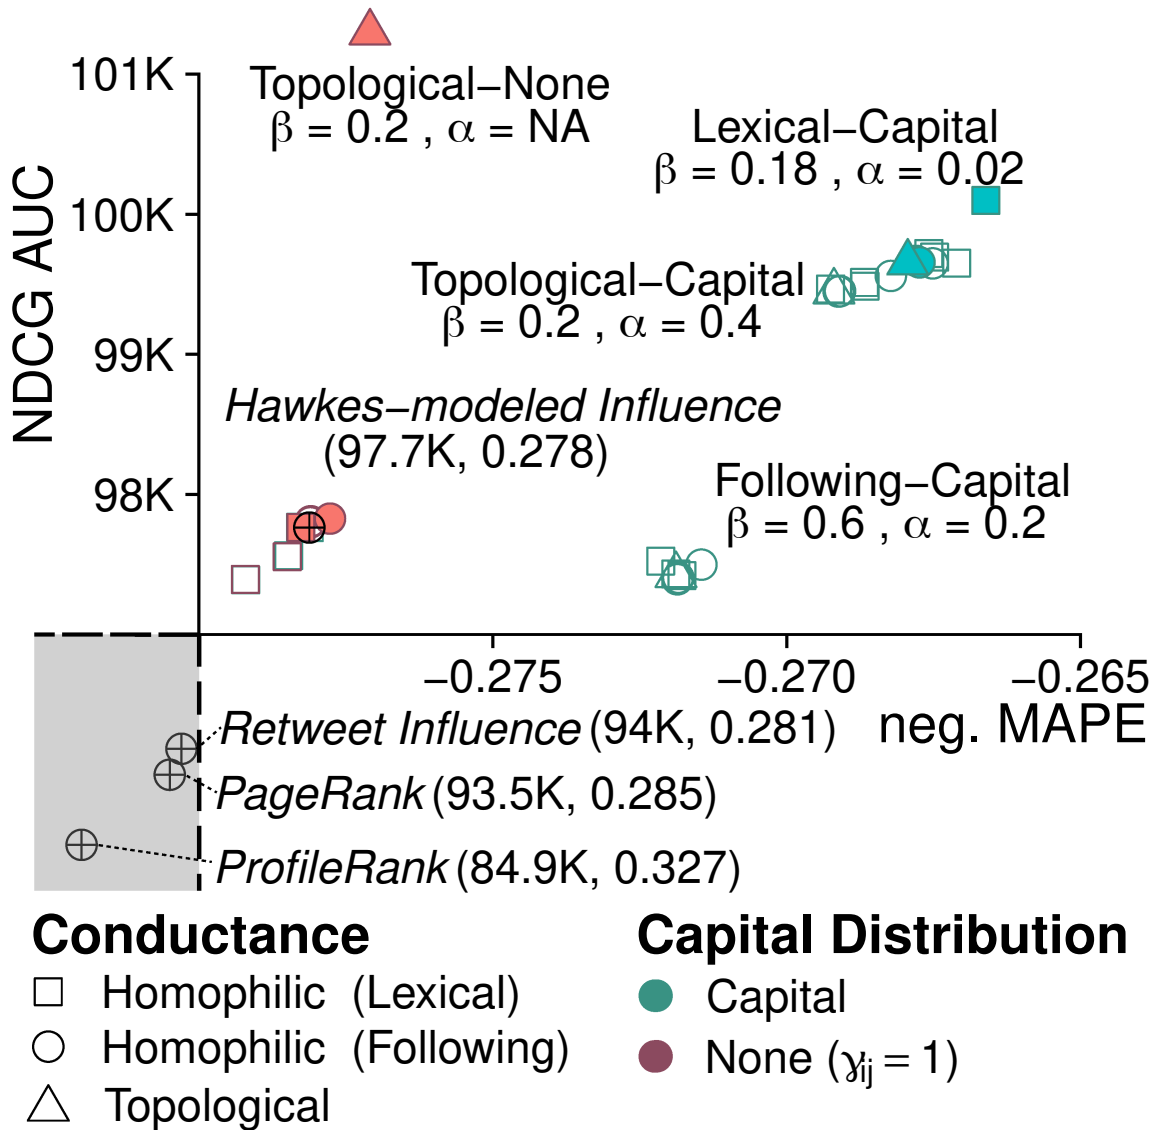 101K
Topological−None
β = 0.2 , α = NA
Lexical−Capital
β = 0.18 , α = 0.02
100K
NDCG AUC
Topological−Capital
β = 0.2 , α = 0.4
99K
Hawkes−modeled Influence
(97.7K, 0.278)
98K
Following−Capital
β = 0.6 , α = 0.2
−0.275
−0.270
−0.265
neg. MAPE
Retweet Influence (94K, 0.281)
PageRank (93.5K, 0.285)
ProfileRank (84.9K, 0.327)
Conductance
Homophilic (Lexical)
Homophilic (Following)
Topological
Capital Distribution
Capital
None (γij = 1)